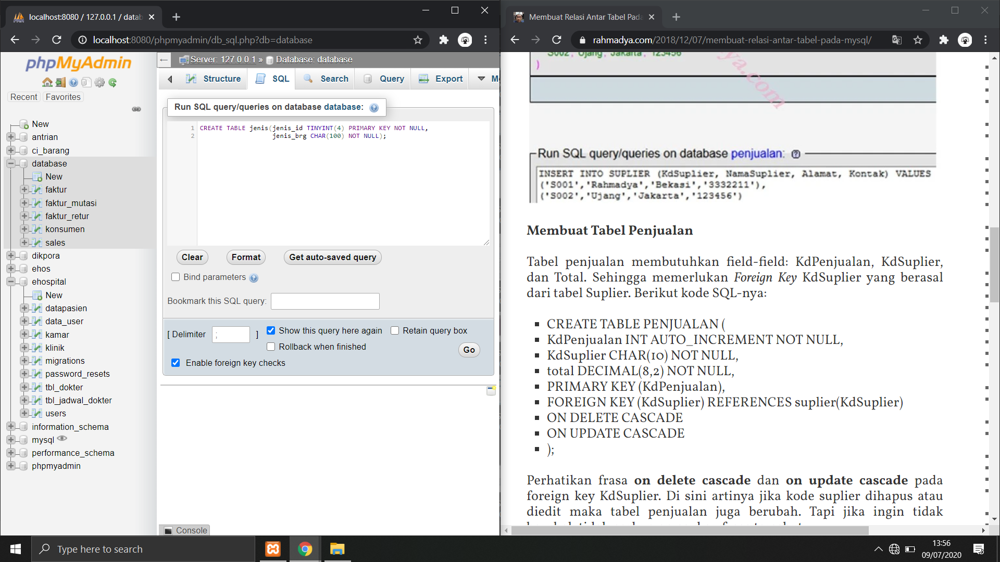 localhost:8080 / 127.0.0.1 / datab
localhost:8080/phpmyadmin/db_sql.php?db=database
phpMyAdmin
Recent
Favorites
New
antrian
ci_barang
database
New
faktur
faktur_mutasi
faktur_retur
konsumen
sales
dikpora
ehos
ehospital
New
datapasien
data_user
kamar
klinik
migrations
password_resets
tbl_dokter
tbl_jadwal_dokter
users
information_schema
mysql
performance_schema
phpmyadmin
Server: 127.0.0.1 » Database: database
Structure SQL Search Query Export M
Run SQL query/queries on database database:
1 CREATE TABLE jenis(jenis_id TINYINT(4) PRIMARY KEY NOT NULL,
2 jenis_brg CHAR(100) NOT NULL);
Clear Format Get auto-saved query
Bind parameters
Bookmark this SQL query:
[ Delimiter ; ] Show this query here again Retain query box
Rollback when finished
Go
Enable foreign key checks
Console
Membuat Relasi Antar Tabel Pada
rahmadya.com/2018/12/07/membuat-relasi-antar-tabel-pada-mysql/
'S002', 'Ujang', 'Jakarta', '123456'
)
ya.com
Run SQL query/queries on database penjualan:
INSERT INTO SUPLIER (KdSuplier, NamaSuplier, Alamat, Kontak) VALUES
('S001','Rahmadya','Bekasi','3332211'),
('S002','Ujang','Jakarta','123456')
Membuat Tabel Penjualan
Tabel penjualan membutuhkan field-field: KdPenjualan, KdSuplier,
dan Total. Sehingga memerlukan Foreign Key KdSuplier yang berasal
dari tabel Suplier. Berikut kode SQL-nya:
CREATE TABLE PENJUALAN (
KdPenjualan INT AUTO_INCREMENT NOT NULL,
KdSuplier CHAR(10) NOT NULL,
total DECIMAL(8,2) NOT NULL,
PRIMARY KEY (KdPenjualan),
FOREIGN KEY (KdSuplier) REFERENCES suplier(KdSuplier)
ON DELETE CASCADE
ON UPDATE CASCADE
);
Perhatikan frasa on delete cascade dan on update cascade pada
foreign key KdSuplier. Di sini artinya jika kode suplier dihapus atau
diedit maka tabel penjualan juga berubah. Tapi jika ingin tidak
Type here to search
13:56
09/07/2020